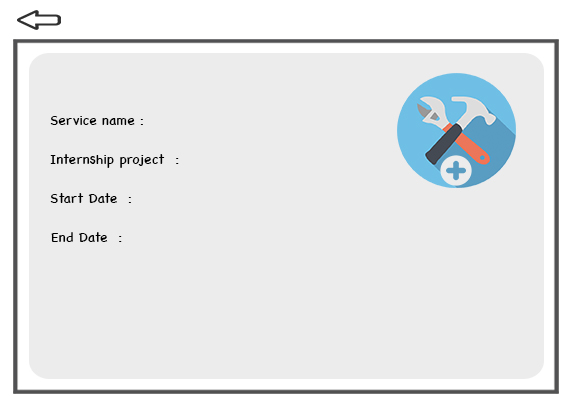 Service name :
Internship project :
Start Date :
End Date :